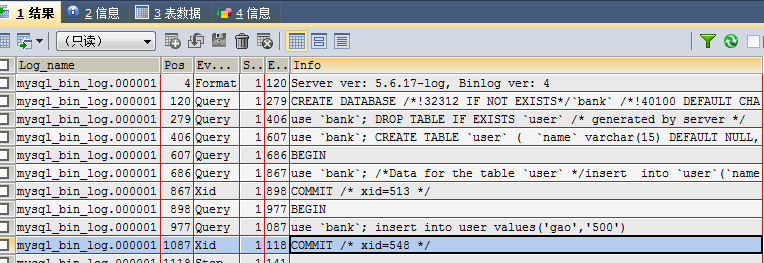 1 结果 2 信息 3 表数据 4 信息
（只读）
Log_name Pos Ev... S... E... Info
mysql_bin_log.000001 4 Format 1 120 Server ver: 5.6.17-log, Binlog ver: 4
mysql_bin_log.000001 120 Query 1 279 CREATE DATABASE /*!32312 IF NOT EXISTS*/`bank` /*!40100 DEFAULT CHA
mysql_bin_log.000001 279 Query 1 406 use `bank`; DROP TABLE IF EXISTS `user` /* generated by server */
mysql_bin_log.000001 406 Query 1 607 use `bank`; CREATE TABLE `user` ( `name` varchar(15) DEFAULT NULL,
mysql_bin_log.000001 607 Query 1 686 BEGIN
mysql_bin_log.000001 686 Query 1 867 use `bank`; /*Data for the table `user` */insert into `user`(`name
mysql_bin_log.000001 867 Xid 1 898 COMMIT /* xid=513 */
mysql_bin_log.000001 898 Query 1 977 BEGIN
mysql_bin_log.000001 977 Query 1 087 use `bank`; insert into user values('gao','500')
mysql_bin_log.000001 1087 Xid 1 118 COMMIT /* xid=548 */